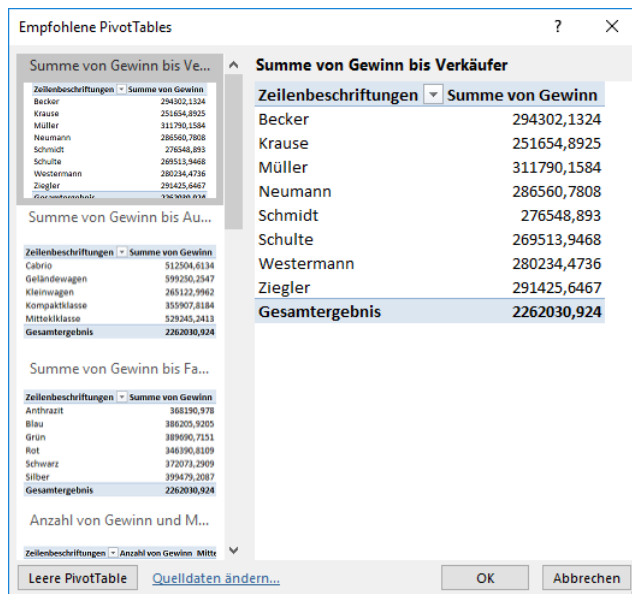 Empfohlene PivotTables
?
Summe von Gewinn bis Ve...
Zeilenbeschriftungen Summe von Gewinn
Becker 294302,1324
Krause 251654,8925
Müller 311790,1584
Neumann 286560,7808
Schmidt 276548,893
Schulte 269513,9468
Westermann 280234,4736
Ziegler 291425,6467
Gesamtergebnis 2262030,924
Summe von Gewinn bis Au...
Zeilenbeschriftungen Summe von Gewinn
Cabrio 512504,6134
Geländewagen 599250,2547
Kleinwagen 265122,9962
Kompaktklasse 355907,8184
Mitteklklasse 529245,2413
Gesamtergebnis 2262030,924
Summe von Gewinn bis Fa...
Zeilenbeschriftungen Summe von Gewinn
Anthrazit 368190,978
Blau 386205,9205
Grün 389690,7151
Rot 346390,8109
Schwarz 372073,2909
Silber 399479,2087
Gesamtergebnis 2262030,924
Anzahl von Gewinn und M...
Zeilenbeschriftungen Anzahl von Gewinn Mitte
Summe von Gewinn bis Verkäufer
Zeilenbeschriftungen Summe von Gewinn
Becker 294302,1324
Krause 251654,8925
Müller 311790,1584
Neumann 286560,7808
Schmidt 276548,893
Schulte 269513,9468
Westermann 280234,4736
Ziegler 291425,6467
Gesamtergebnis 2262030,924
Leere PivotTable
Quelldaten ändern...
OK
Abbrechen